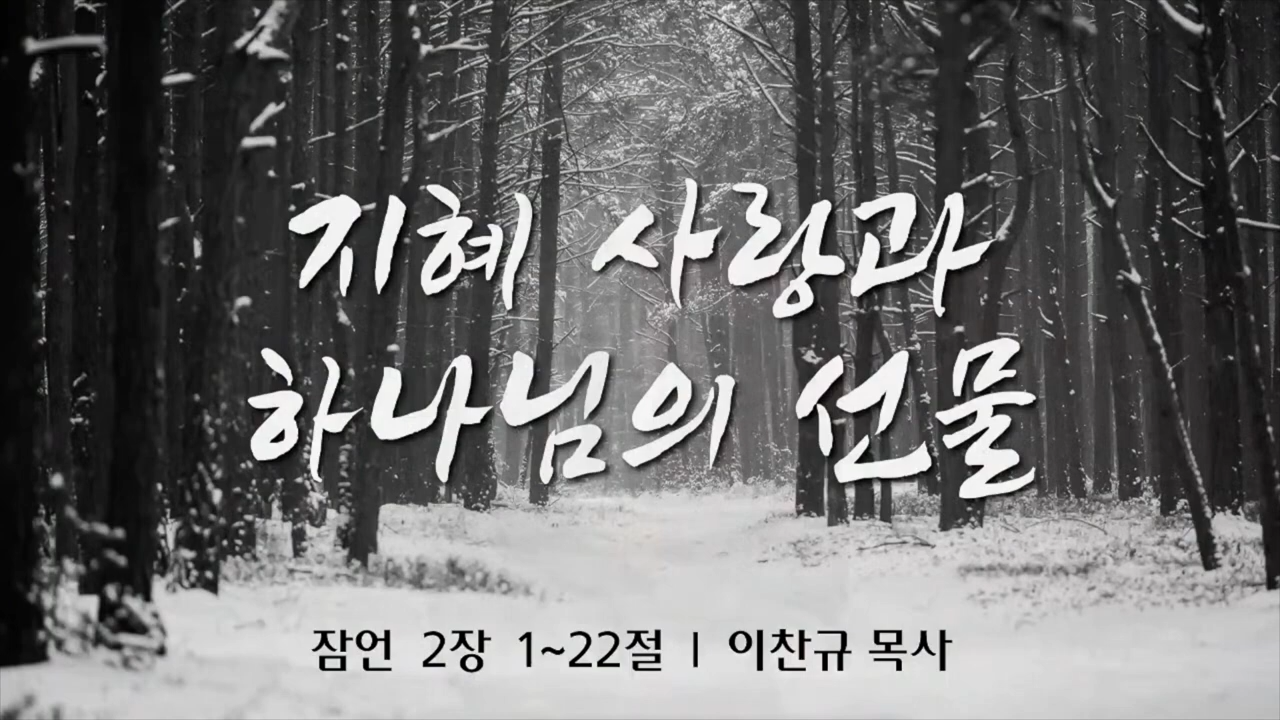 지혜 사랑과
하나님의 선물
잠언 2장 1~22절 | 이찬규 목사